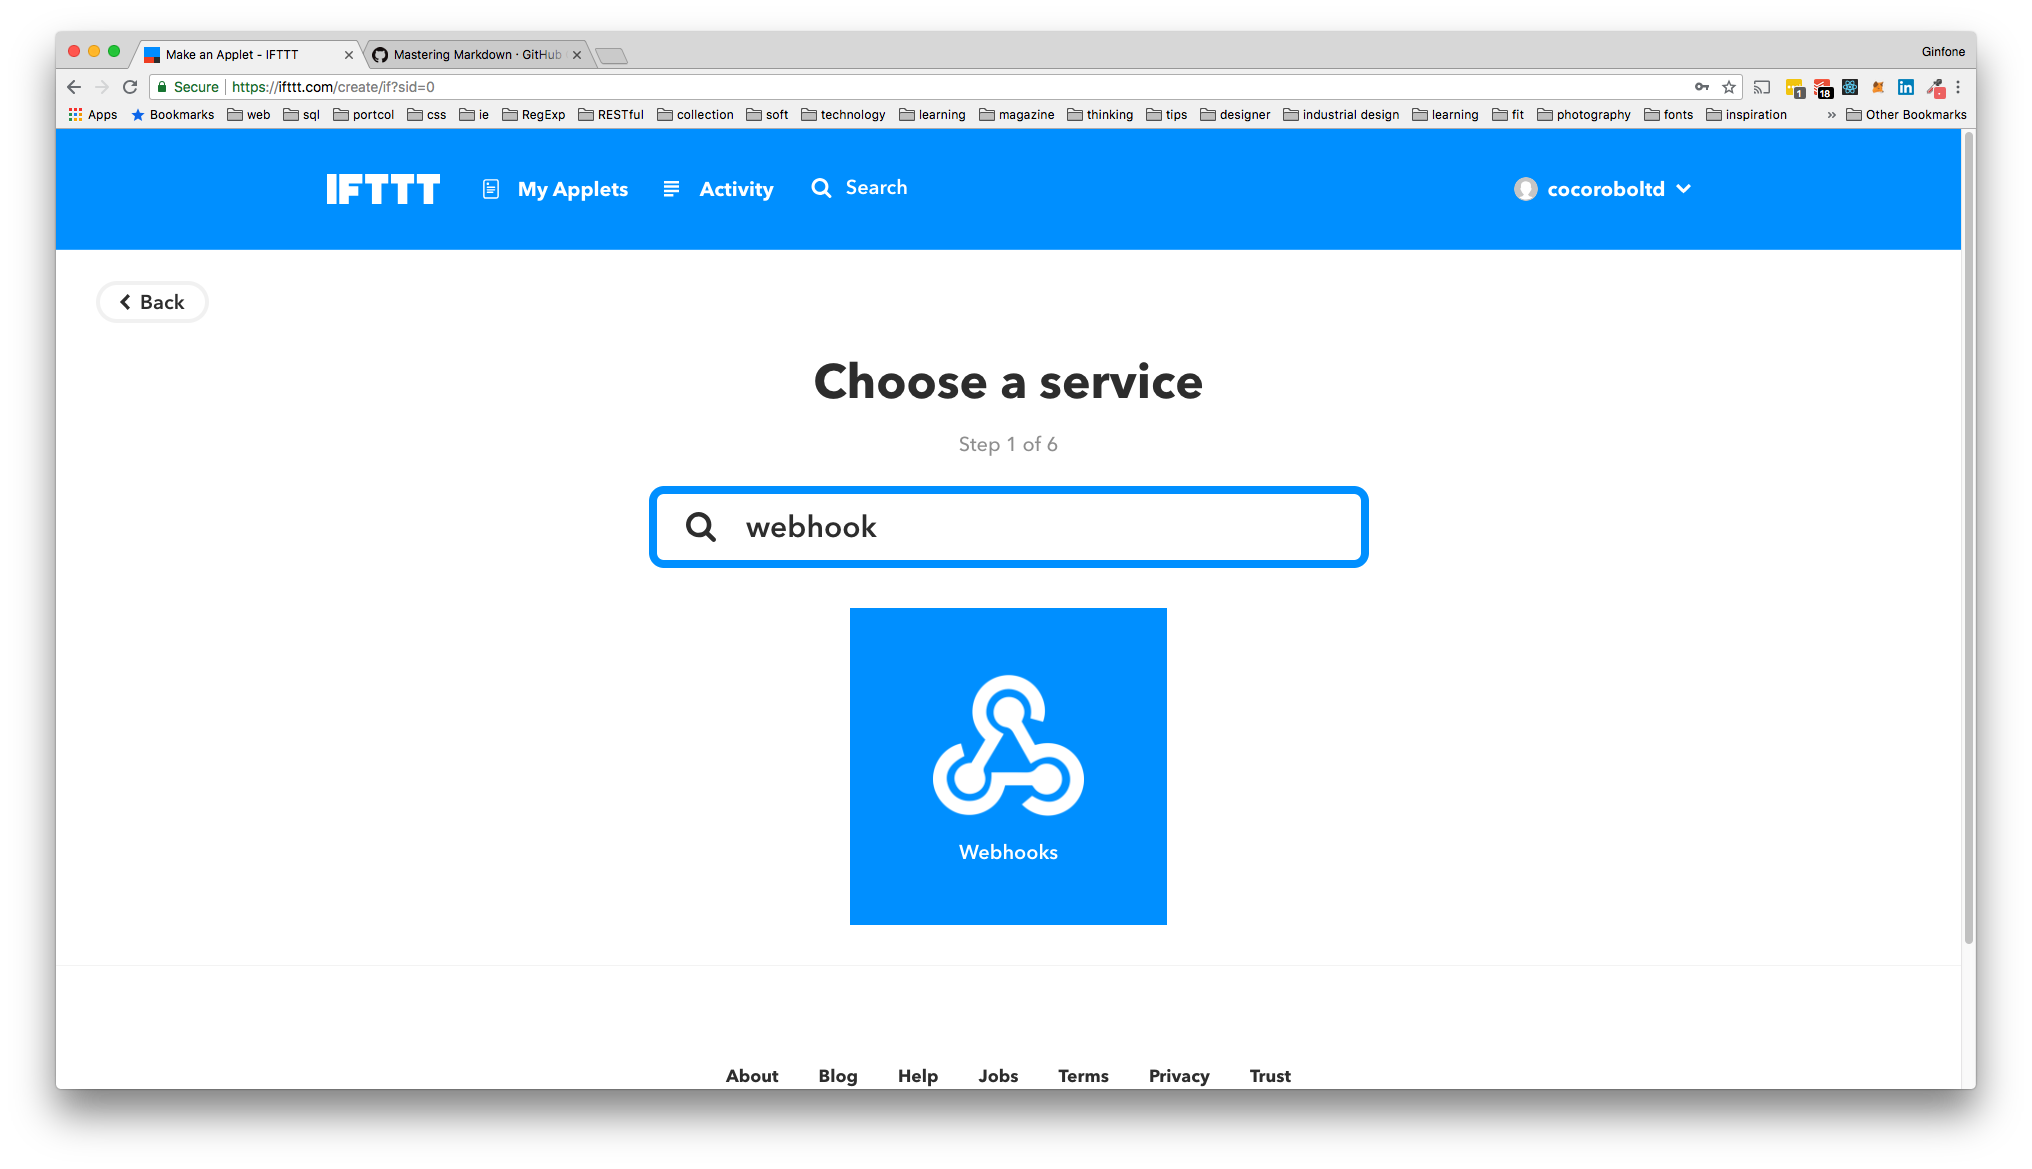 Make an Applet - IFTTT
Mastering Markdown · GitHub
Ginfone
Secure https://ifttt.com/create/if?sid=0
1 18
Apps Bookmarks web sql portcol css ie RegExp RESTful collection soft technology learning magazine thinking tips designer industrial design learning fit photography fonts inspiration » Other Bookmarks
IFTTT My Applets Activity Search cocoroboltd
Back
Choose a service
Step 1 of 6
webhook
Webhooks
About Blog Help Jobs Terms Privacy Trust